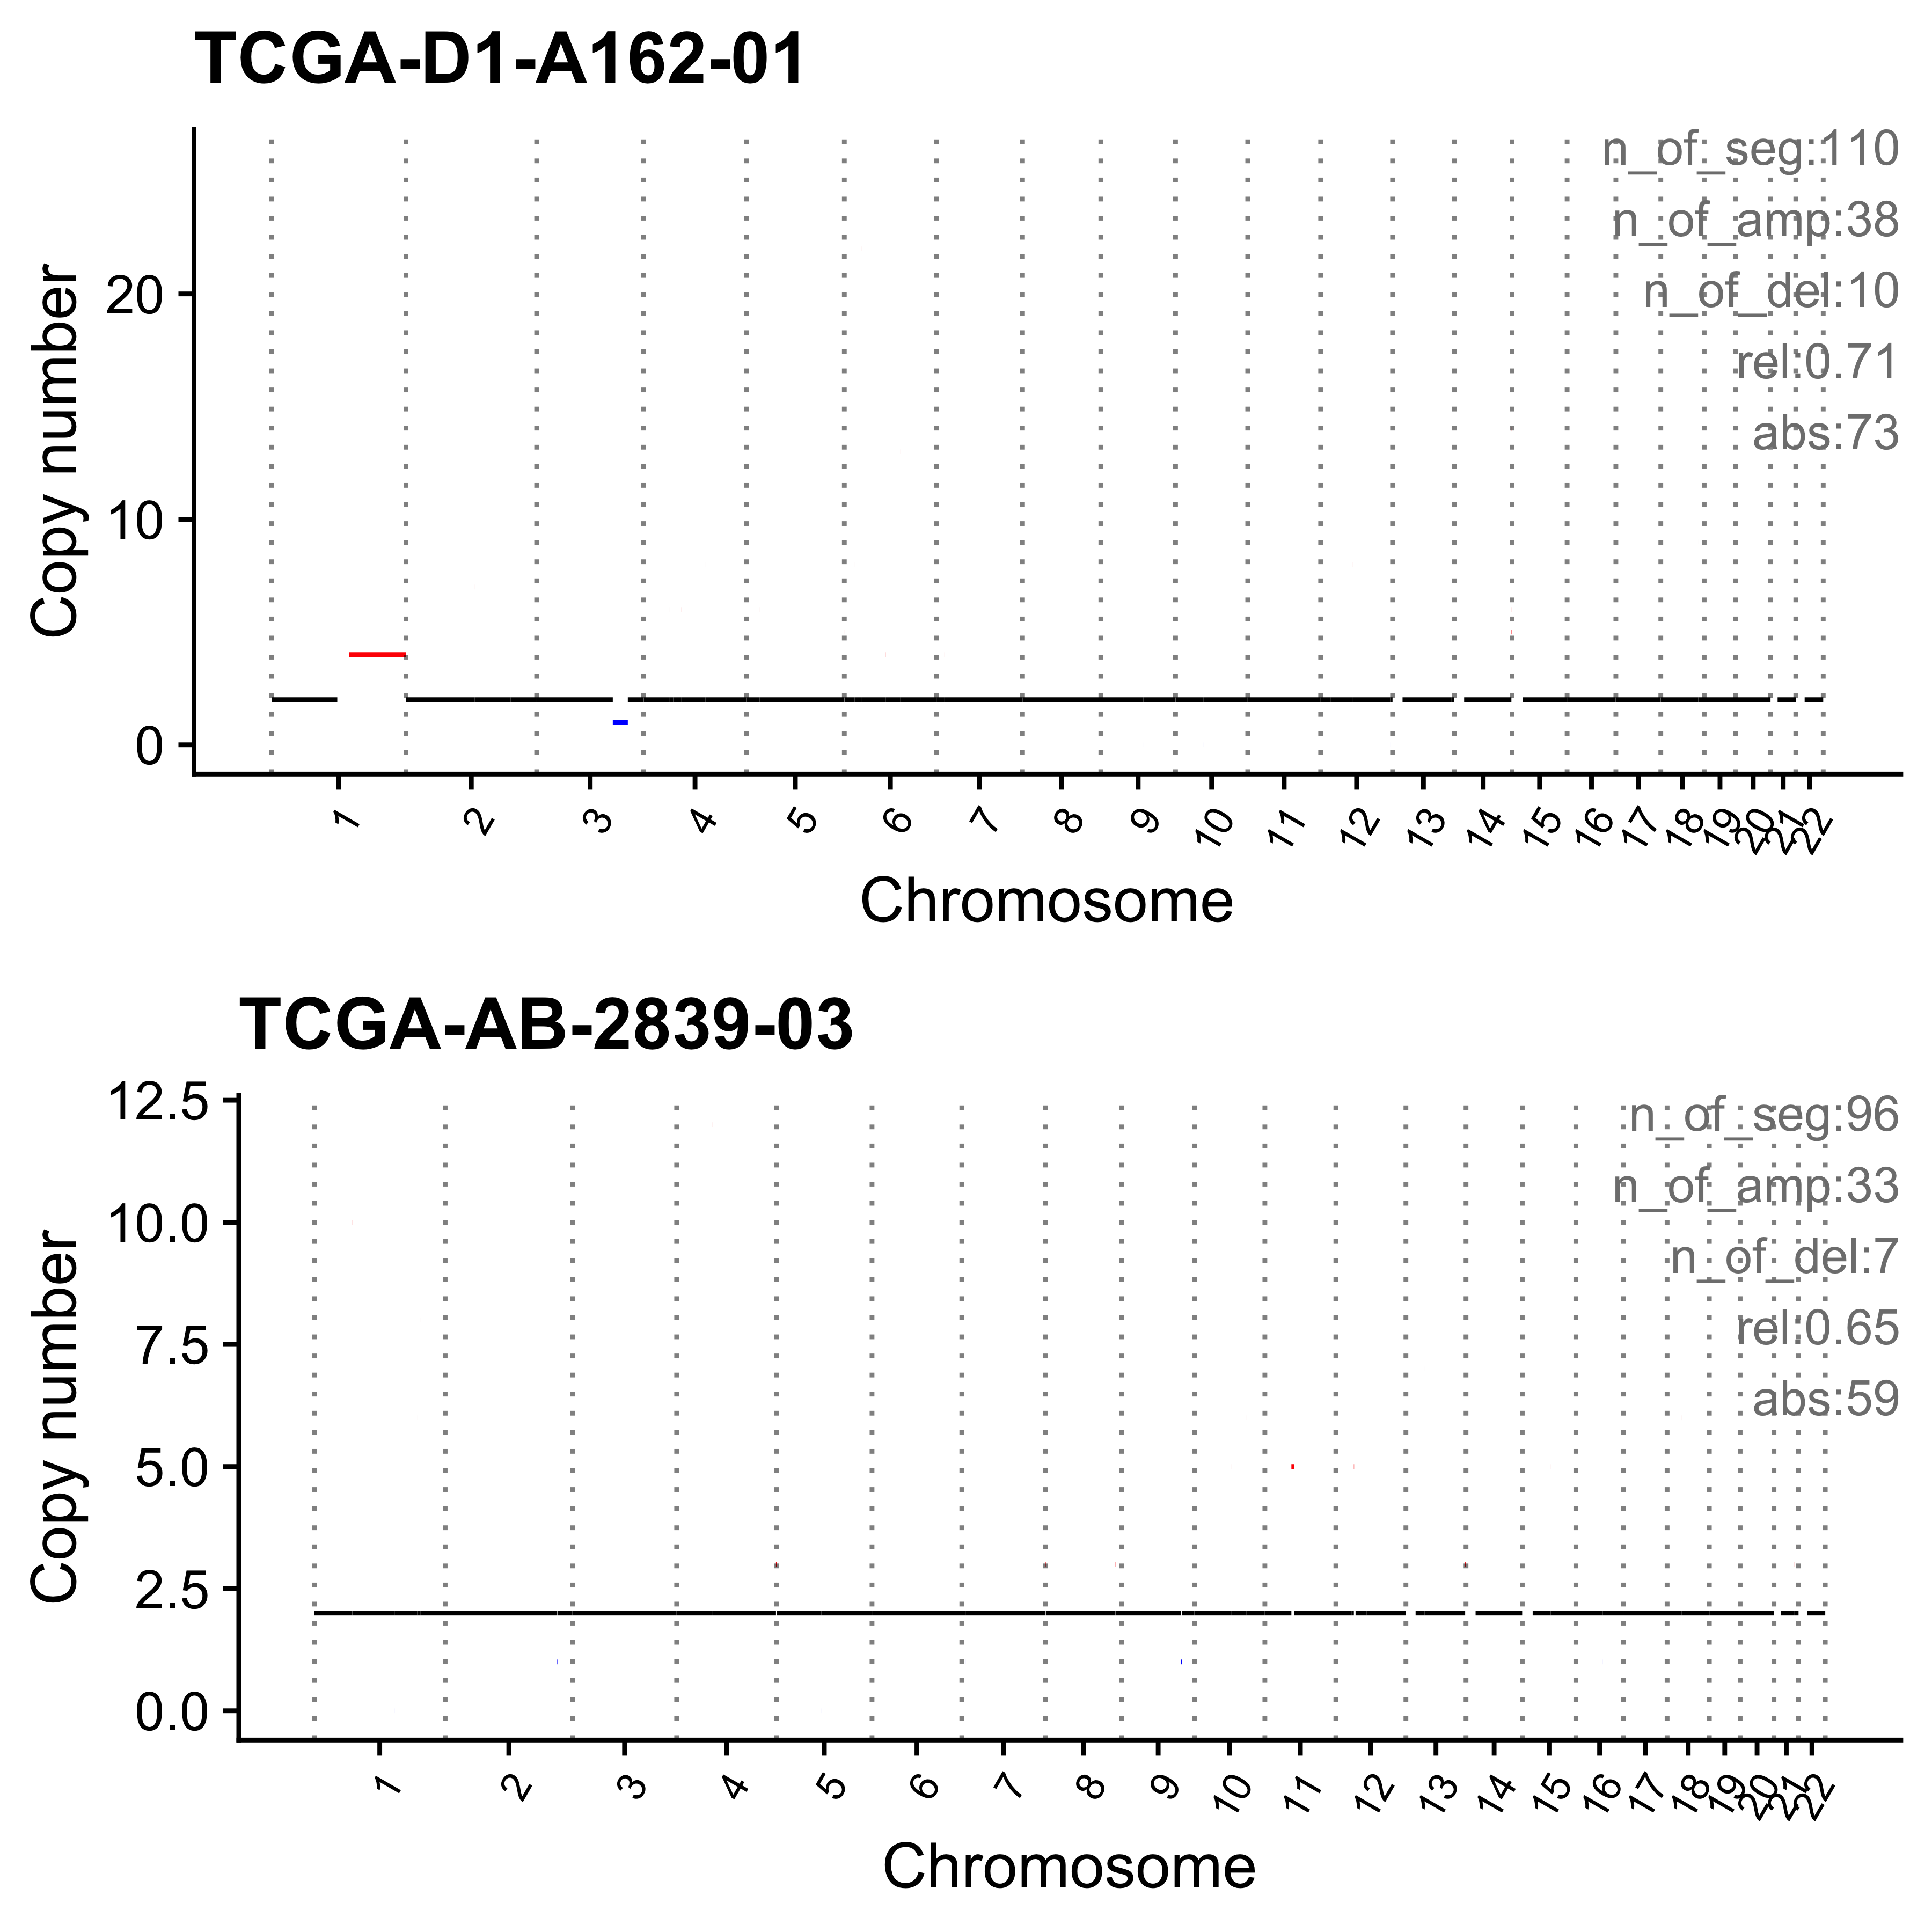 TCGA-D1-A162-01
n_of_seg:110
n_of_amp:38
n_of_del:10
rel:0.71
abs:73
Copy number
20
10
0
1 2 3 4 5 6 7 8 9 10 11 12 13 14 15 16 17 18 19 20 21 22
Chromosome
TCGA-AB-2839-03
n_of_seg:96
n_of_amp:33
n_of_del:7
rel:0.65
abs:59
Copy number
12.5
10.0
7.5
5.0
2.5
0.0
1 2 3 4 5 6 7 8 9 10 11 12 13 14 15 16 17 18 19 20 21 22
Chromosome